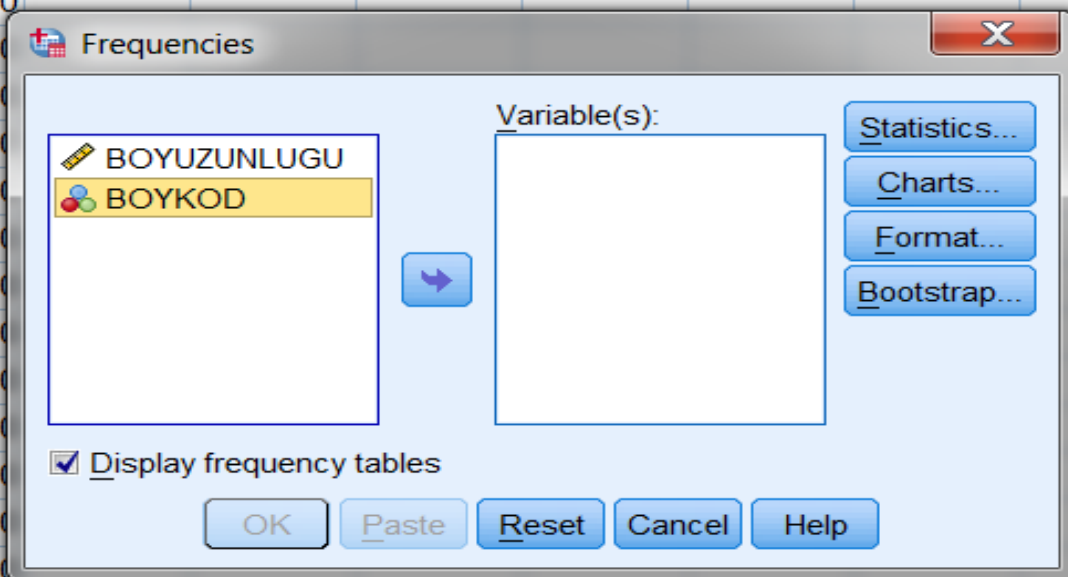 Frequencies
Variable(s):
BOYUZUNLUGU
BOYKOD
Statistics...
Charts...
Format...
Bootstrap...
Display frequency tables
OK Paste Reset Cancel Help